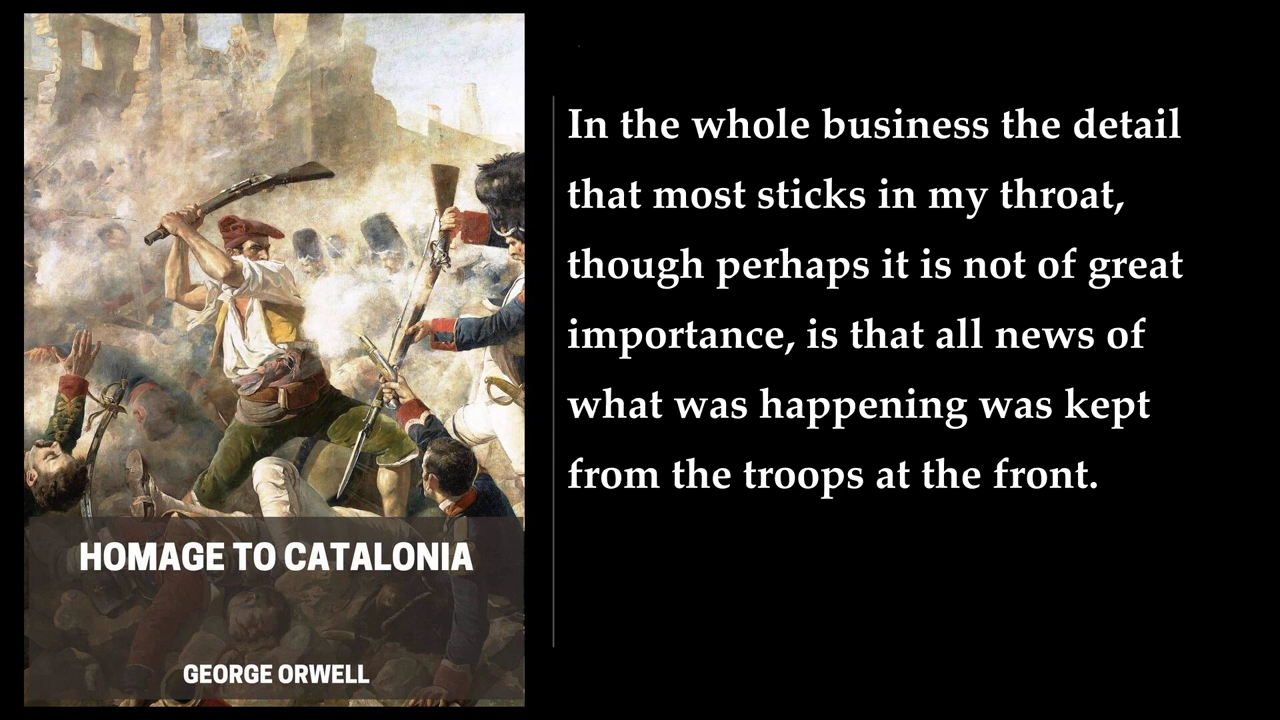 HOMAGE TO CATALONIA
GEORGE ORWELL
In the whole business the detail
that most sticks in my throat,
though perhaps it is not of great
importance, is that all news of
what was happening was kept
from the troops at the front.